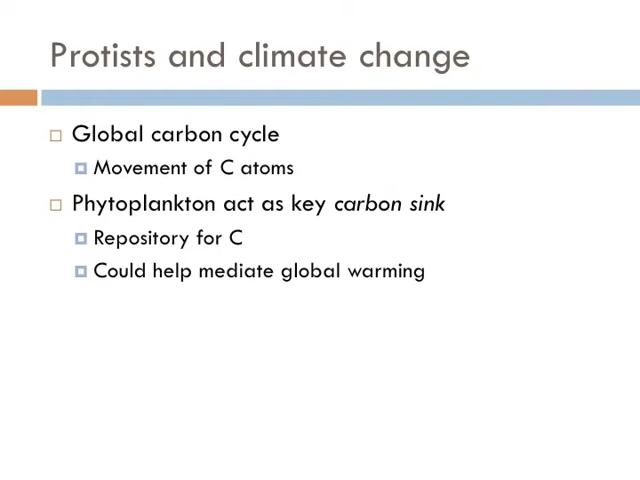 Protists and climate change
Global carbon cycle
Movement of C atoms
Phytoplankton act as key carbon sink
Repository for C
Could help mediate global warming